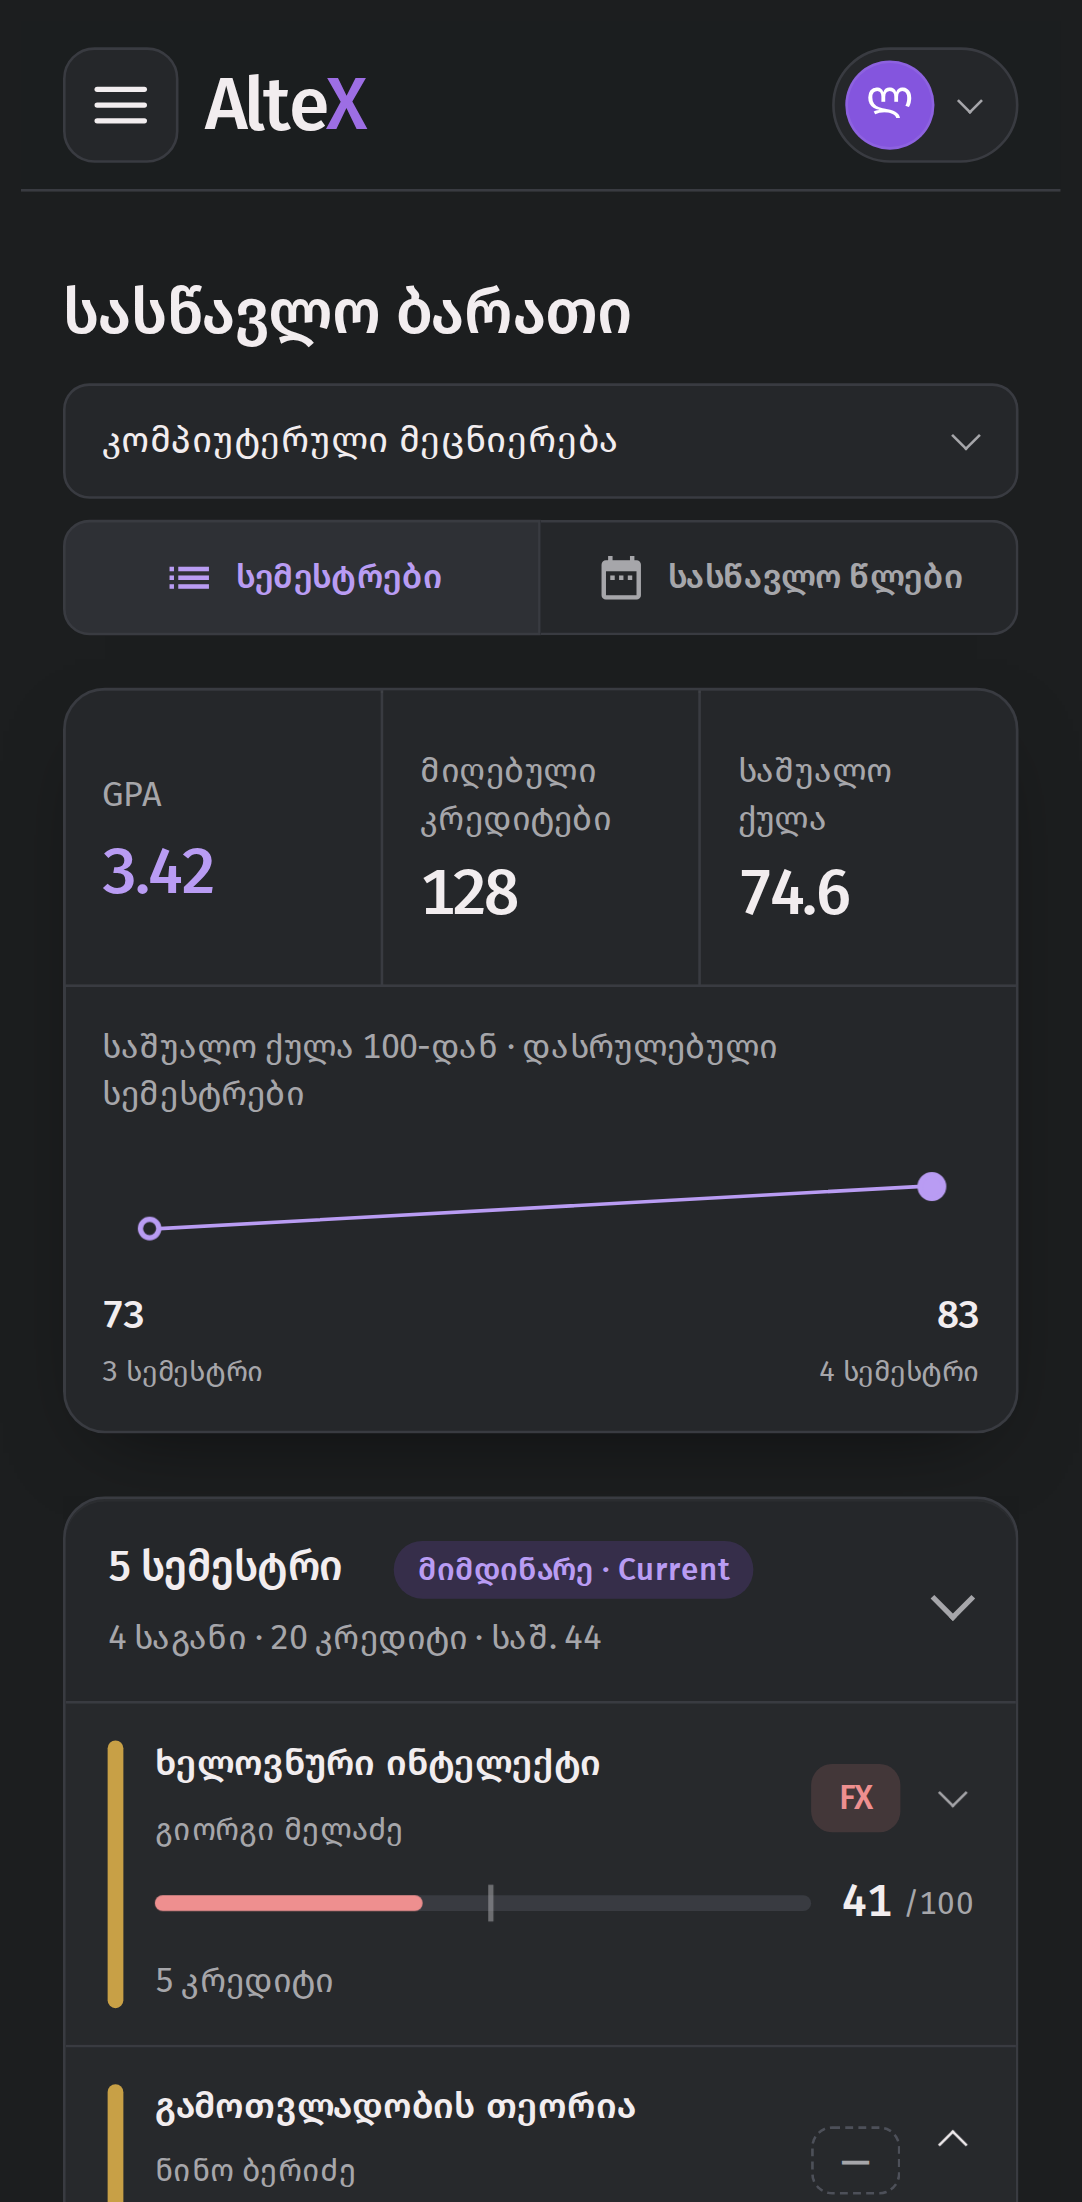 AlteX
ლ
სასწავლო ბარათი
კომპიუტერული მეცნიერება
სემესტრები
სასწავლო წლები
GPA
3.42
მიღებული
კრედიტები
128
საშუალო
ქულა
74.6
საშუალო ქულა 100-დან · დასრულებული
სემესტრები
73
83
3 სემესტრი
4 სემესტრი
5 სემესტრი
მიმდინარე · Current
4 საგანი · 20 კრედიტი · საშ. 44
ხელოვნური ინტელექტი
FX
გიორგი მელაძე
41 /100
5 კრედიტი
გამოთვლადობის თეორია
ნინო ბერიძე
—